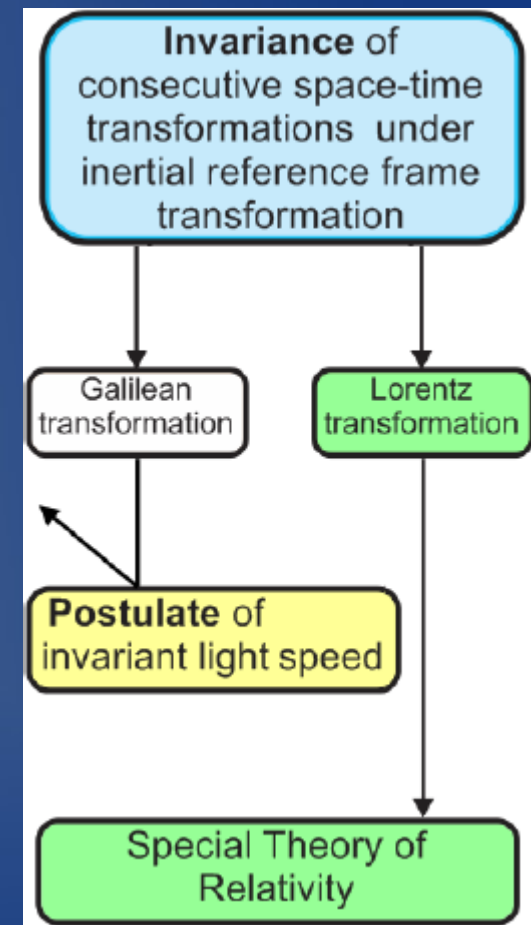 Invariance of
consecutive space-time
transformations under
inertial reference frame
transformation
Galilean
transformation
Lorentz
transformation
Postulate of
invariant light speed
Special Theory of
Relativity